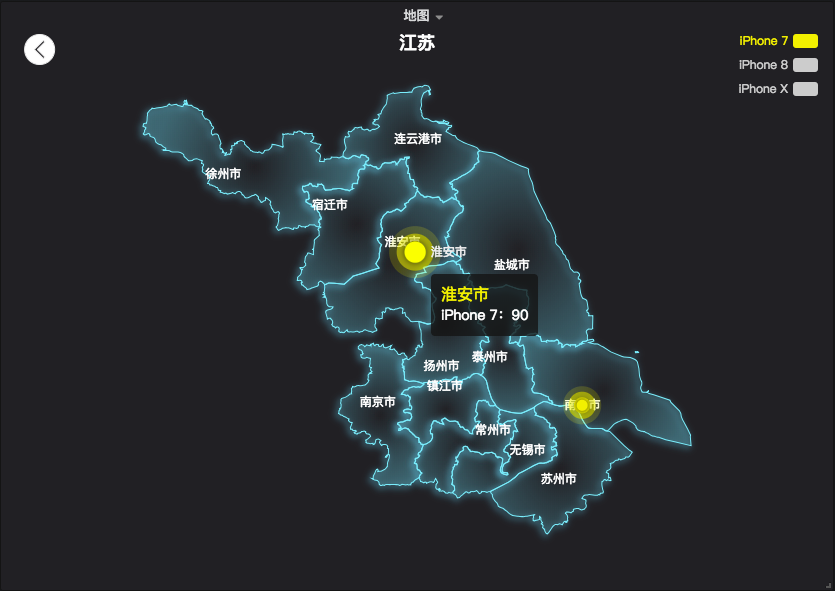 地图
江苏
iPhone 7
iPhone 8
iPhone X
连云港市
徐州市
宿迁市
淮安市
淮安市
盐城市
淮安市
iPhone 7：90
泰州市
扬州市
镇江市
南京市
南 市
常州市
无锡市
苏州市